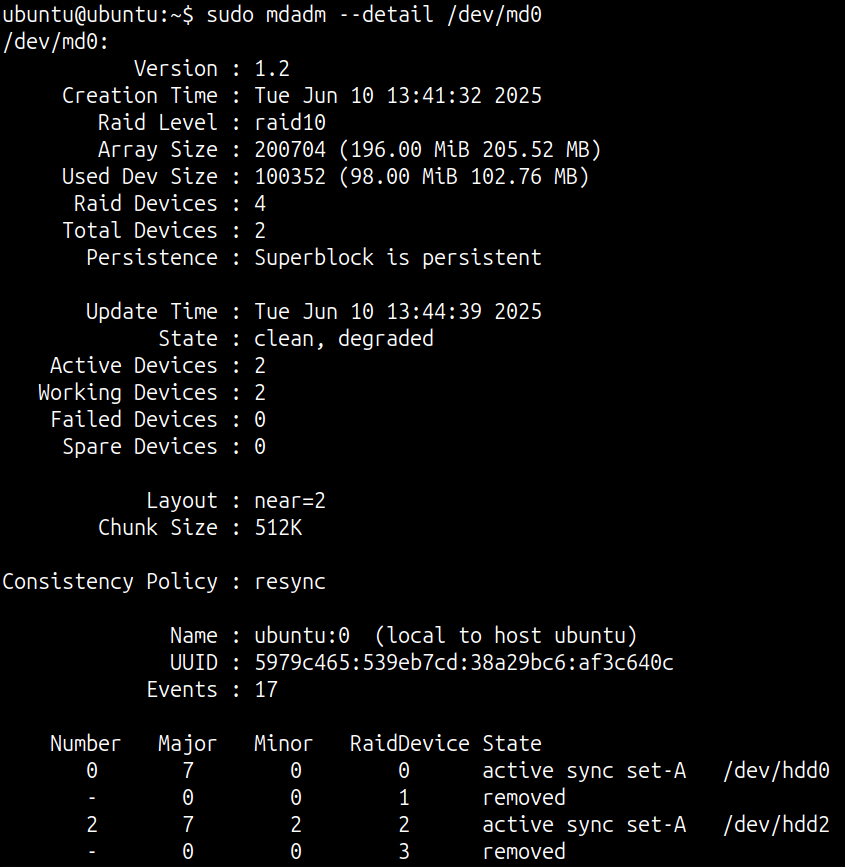 ubuntu@ubuntu:~$ sudo mdadm --detail /dev/md0
/dev/md0:
           Version : 1.2
     Creation Time : Tue Jun 10 13:41:32 2025
        Raid Level : raid10
        Array Size : 200704 (196.00 MiB 205.52 MB)
     Used Dev Size : 100352 (98.00 MiB 102.76 MB)
      Raid Devices : 4
     Total Devices : 2
       Persistence : Superblock is persistent

       Update Time : Tue Jun 10 13:44:39 2025
             State : clean, degraded
    Active Devices : 2
   Working Devices : 2
    Failed Devices : 0
     Spare Devices : 0

            Layout : near=2
        Chunk Size : 512K

Consistency Policy : resync

              Name : ubuntu:0  (local to host ubuntu)
              UUID : 5979c465:539eb7cd:38a29bc6:af3c640c
            Events : 17

    Number   Major   Minor   RaidDevice State
       0       7        0        0      active sync set-A   /dev/hdd0
       -       0        0        1      removed
       2       7        2        2      active sync set-A   /dev/hdd2
       -       0        0        3      removed